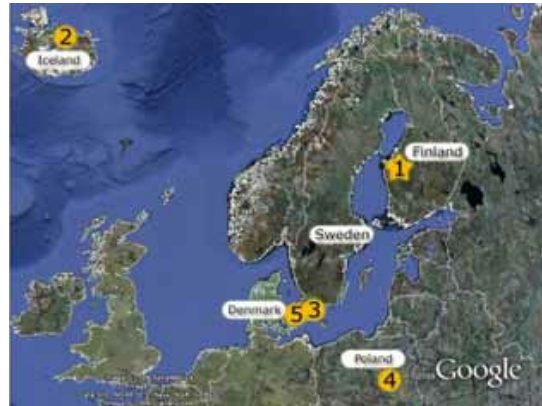 2
Iceland
Finland
1
Sweden
Denmark
5
3
Poland
4
Google